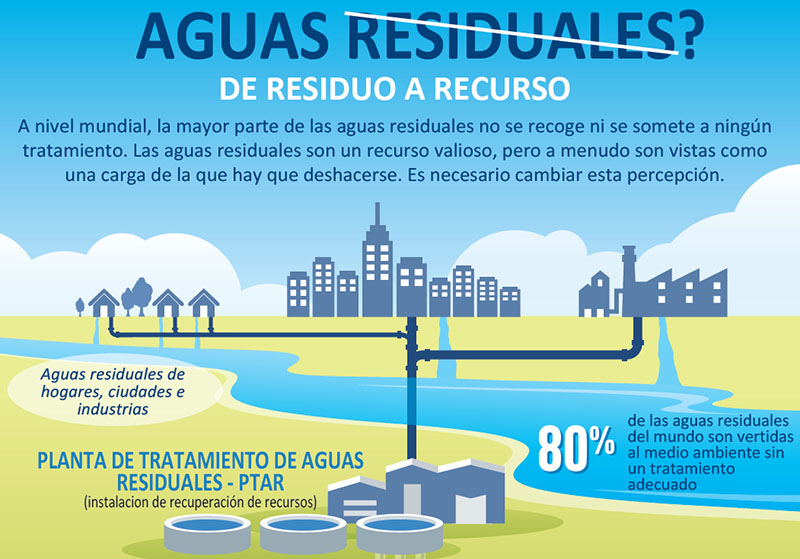 AGUAS RESIDUALES?
DE RESIDUO A RECURSO
A nivel mundial, la mayor parte de las aguas residuales no se recoge ni se somete a ningún
tratamiento. Las aguas residuales son un recurso valioso, pero a menudo son vistas como
una carga de la que hay que deshacerse. Es necesario cambiar esta percepción.
Aguas residuales de
hogares, ciudades e
industrias
80%
de las aguas residuales
del mundo son vertidas
al medio ambiente sin
un tratamiento
adecuado
PLANTA DE TRATAMIENTO DE AGUAS
RESIDUALES - PTAR
(instalacion de recuperación de recursos)